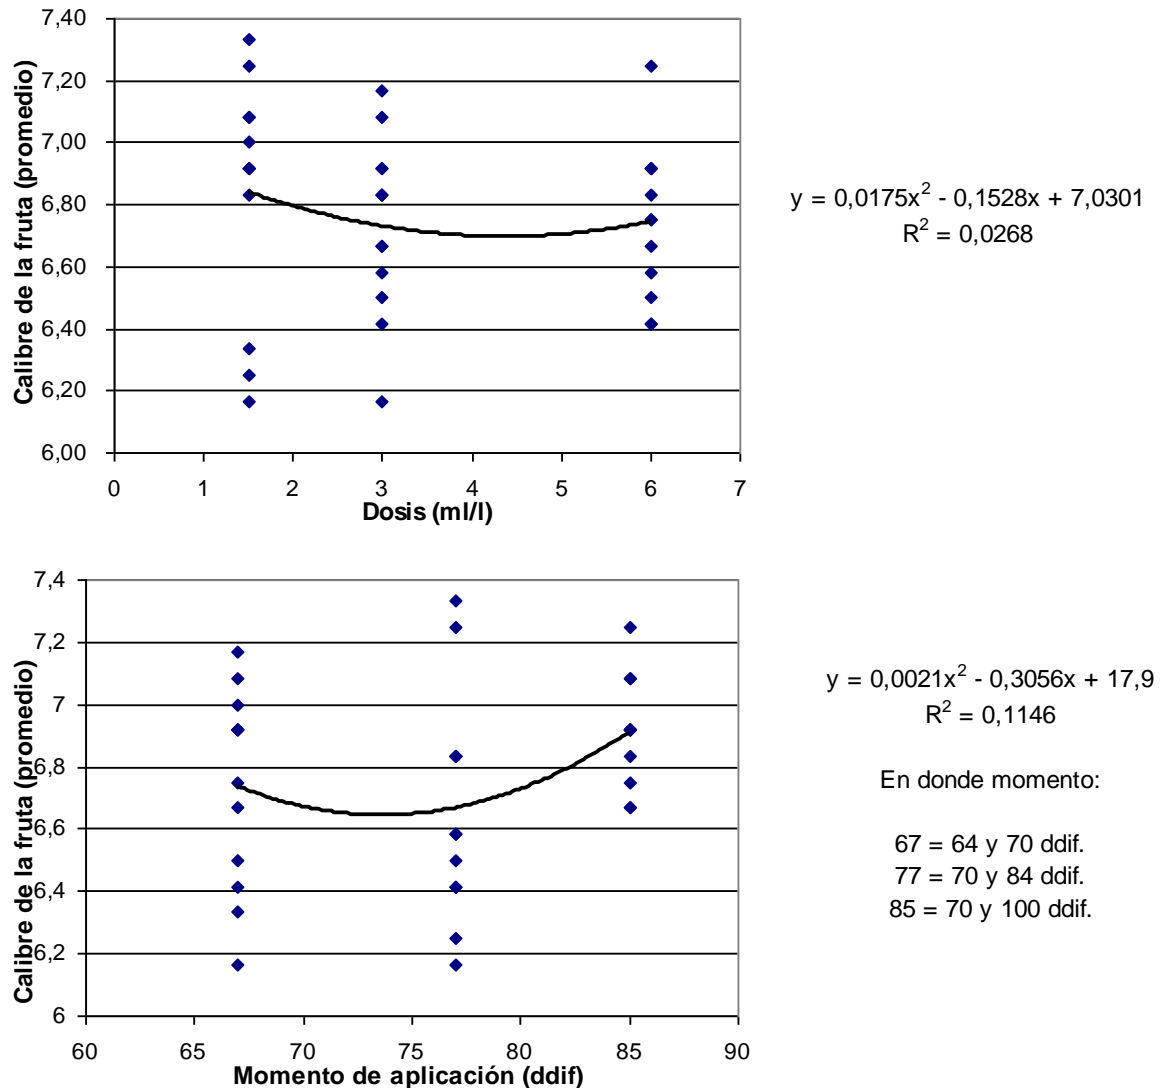 Calibre de la fruta (promedio)
7,40
7,20
7,00
6,80
6,60
6,40
6,20
6,00
0 1 2 3 4 5 6 7
Dosis (ml/l)
y = 0,0175x² - 0,1528x + 7,0301
R² = 0,0268
Calibre de la fruta (promedio)
7,4
7,2
7
6,8
6,6
6,4
6,2
6
60 65 70 75 80 85 90
Momento de aplicación (ddif)
y = 0,0021x² - 0,3056x + 17,9
R² = 0,1146
En donde momento:
67 = 64 y 70 ddif.
77 = 70 y 84 ddif.
85 = 70 y 100 ddif.